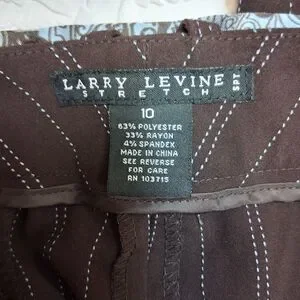 LARRY LEVINE
STRETCH
SPT
10
63% POLYESTER
33% RAYON
4% SPANDEX
MADE IN CHINA
SEE REVERSE
FOR CARE
RN 103715